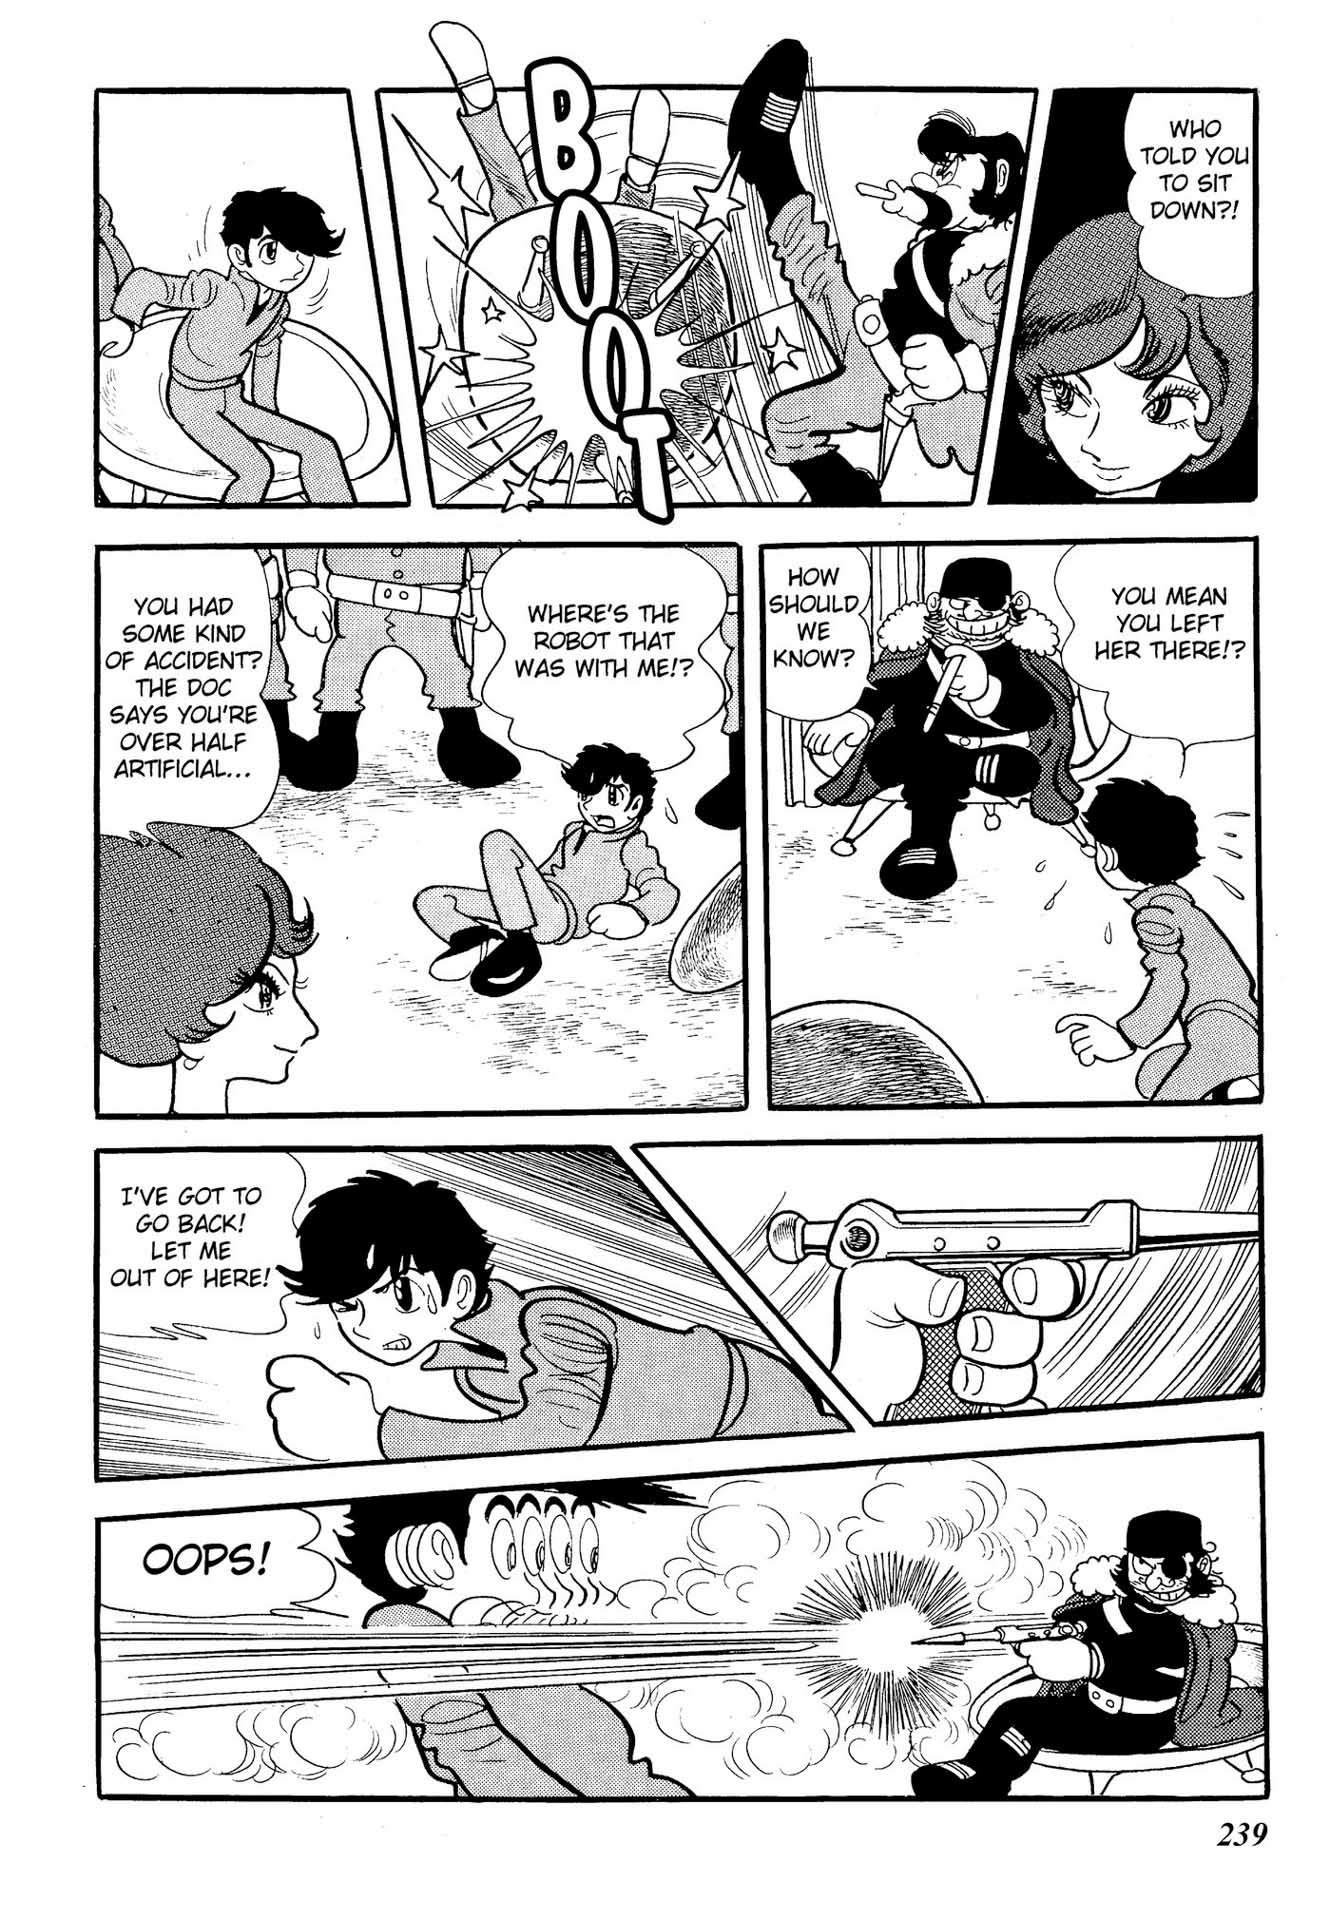 BOOOT
WHO
TOLD YOU
TO SIT
DOWN?!
YOU HAD
SOME KIND
OF ACCIDENT?
THE DOC
SAYS YOU'RE
OVER HALF
ARTIFICIAL...
WHERE'S THE
ROBOT THAT
WAS WITH ME!?
HOW
SHOULD
WE
KNOW?
YOU MEAN
YOU LEFT
HER THERE!?
I'VE GOT TO
GO BACK!
LET ME
OUT OF HERE!
OOPS!
239